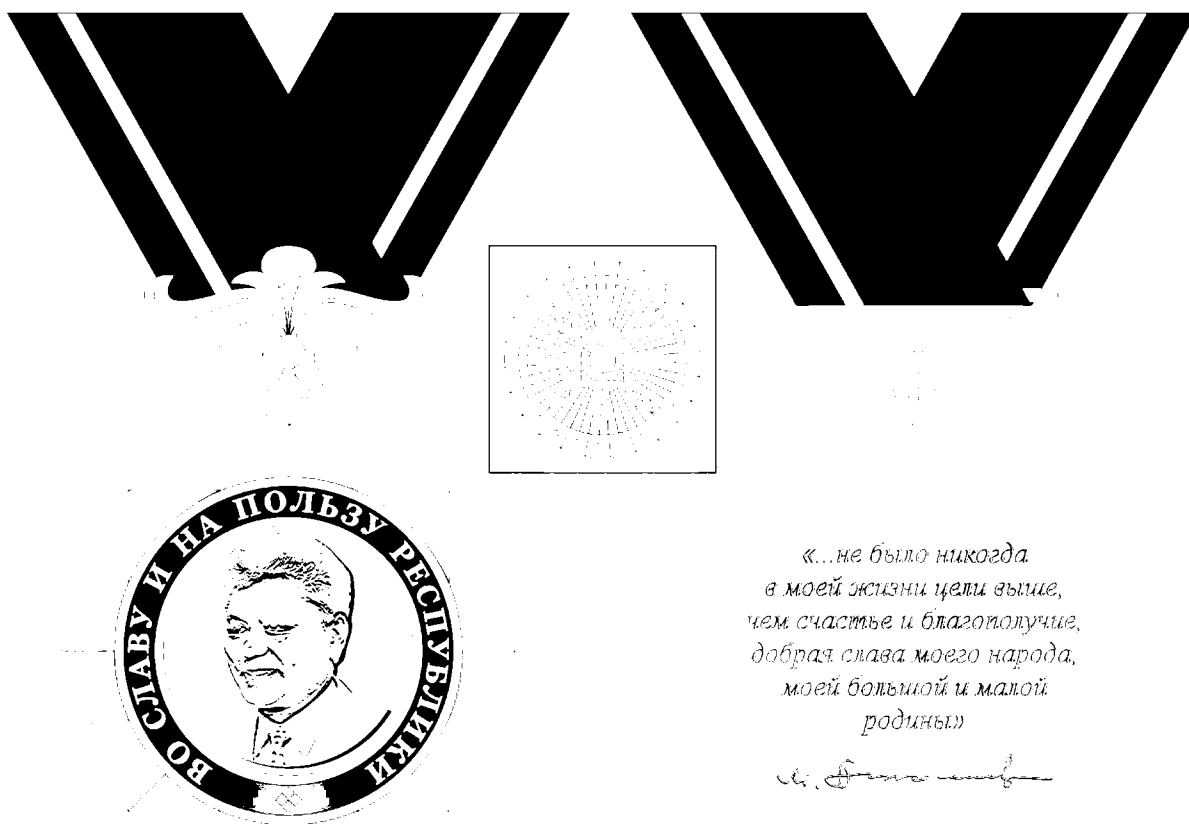 ВО СЛАВУ И НА ПОЛЬЗУ РЕСПУБЛИКИ
«...не было никогда
в моей жизни цели выше,
чем счастье и благополучие,
добрая слава моего народа,
моей большой и малой
родины»